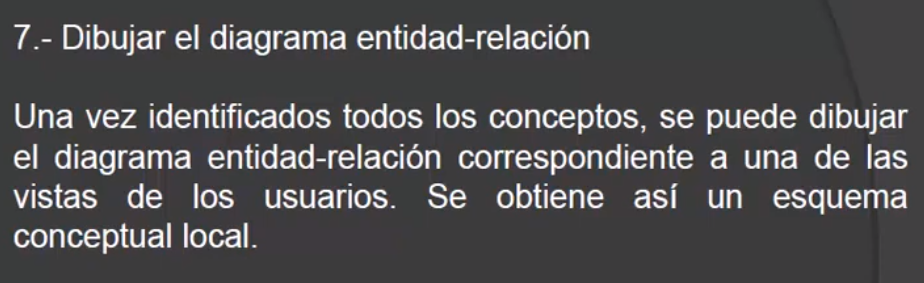 7.- Dibujar el diagrama entidad-relación
Una vez identificados todos los conceptos, se puede dibujar
el diagrama entidad-relación correspondiente a una de las
vistas de los usuarios. Se obtiene así un esquema
conceptual local.